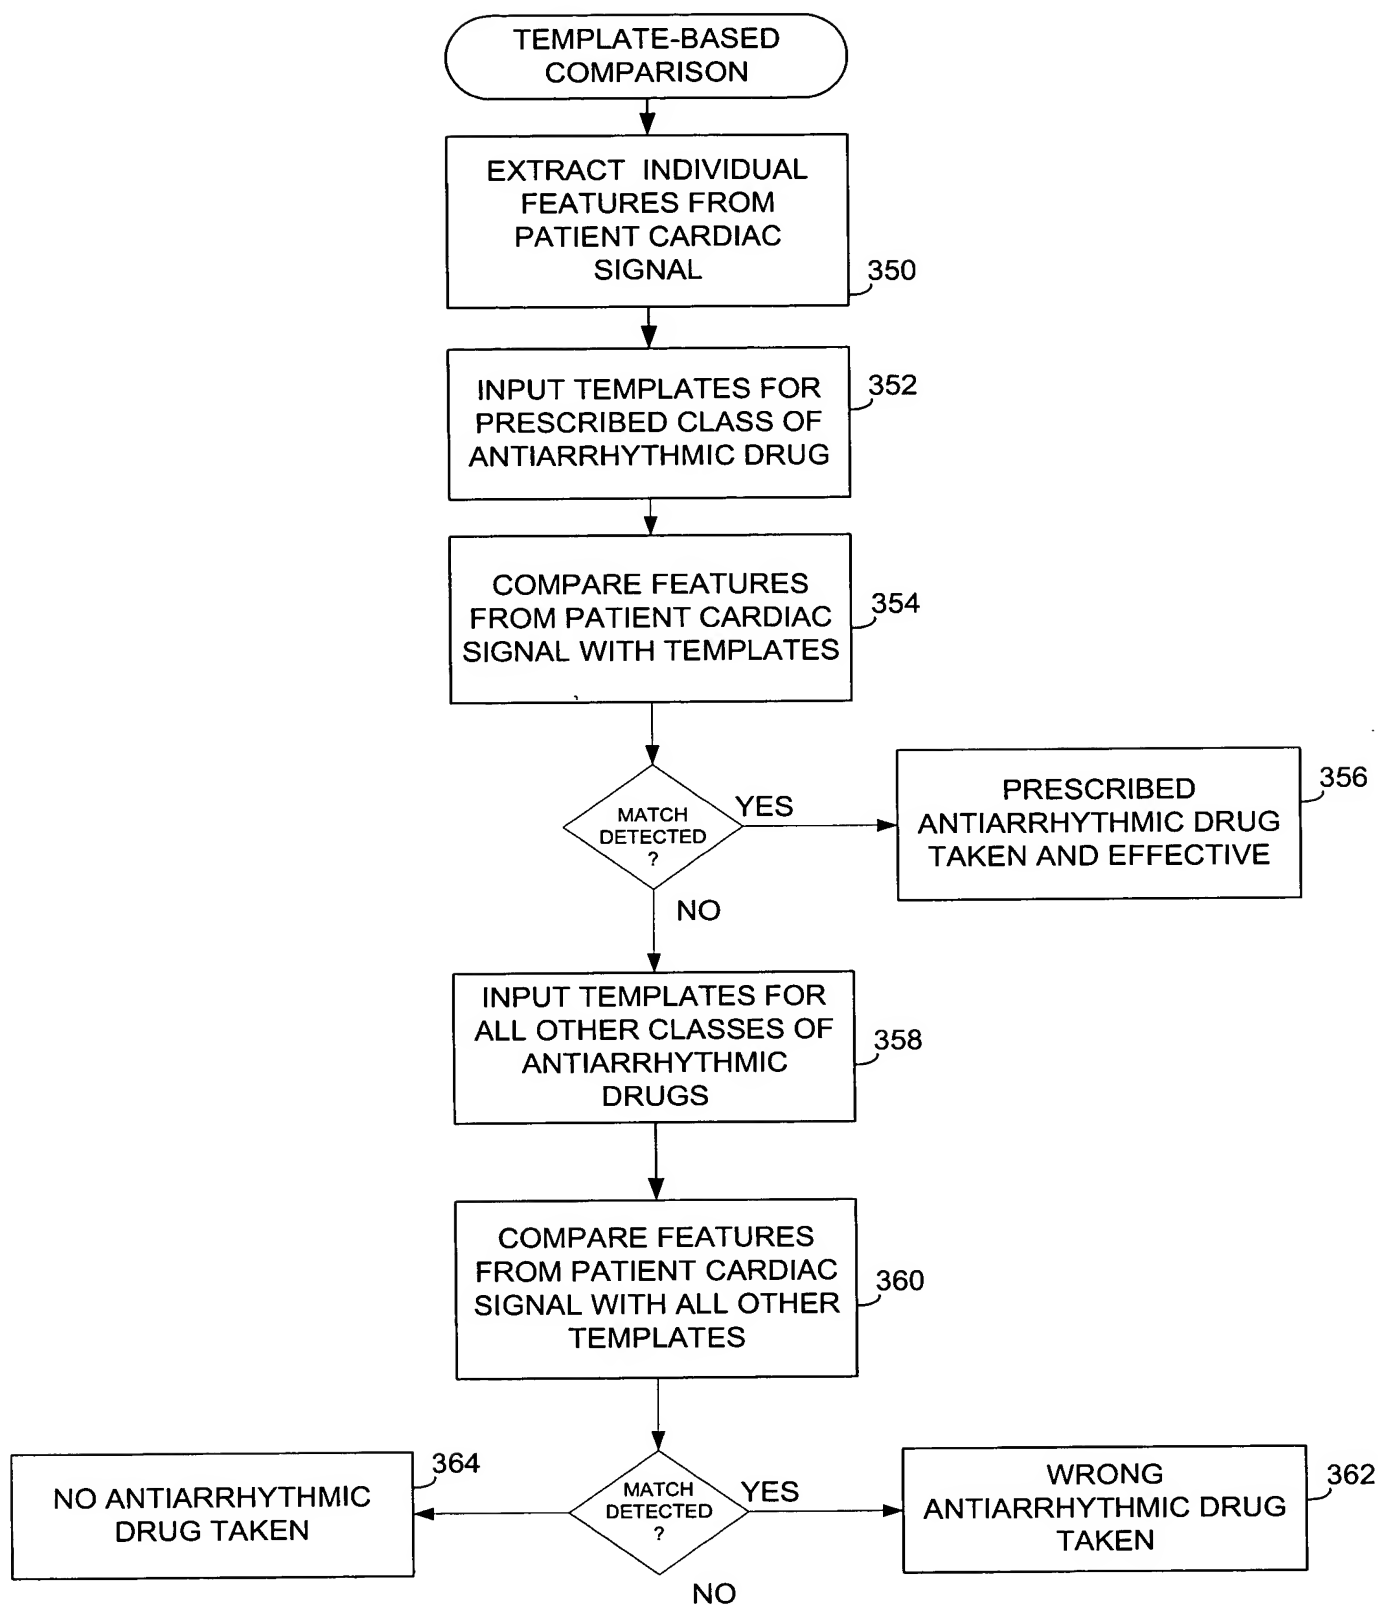 TEMPLATE-BASED
COMPARISON
EXTRACT INDIVIDUAL
FEATURES FROM
PATIENT CARDIAC
SIGNAL
350
INPUT TEMPLATES FOR
PRESCRIBED CLASS OF
ANTIARRHYTHMIC DRUG
352
COMPARE FEATURES
FROM PATIENT CARDIAC
SIGNAL WITH TEMPLATES
354
MATCH
DETECTED
?
YES
PRESCRIBED
ANTIARRHYTHMIC DRUG
TAKEN AND EFFECTIVE
356
NO
INPUT TEMPLATES FOR
ALL OTHER CLASSES OF
ANTIARRHYTHMIC
DRUGS
358
COMPARE FEATURES
FROM PATIENT CARDIAC
SIGNAL WITH ALL OTHER
TEMPLATES
360
NO ANTIARRHYTHMIC
DRUG TAKEN
364
MATCH
DETECTED
?
YES
WRONG
ANTIARRHYTHMIC DRUG
TAKEN
362
NO